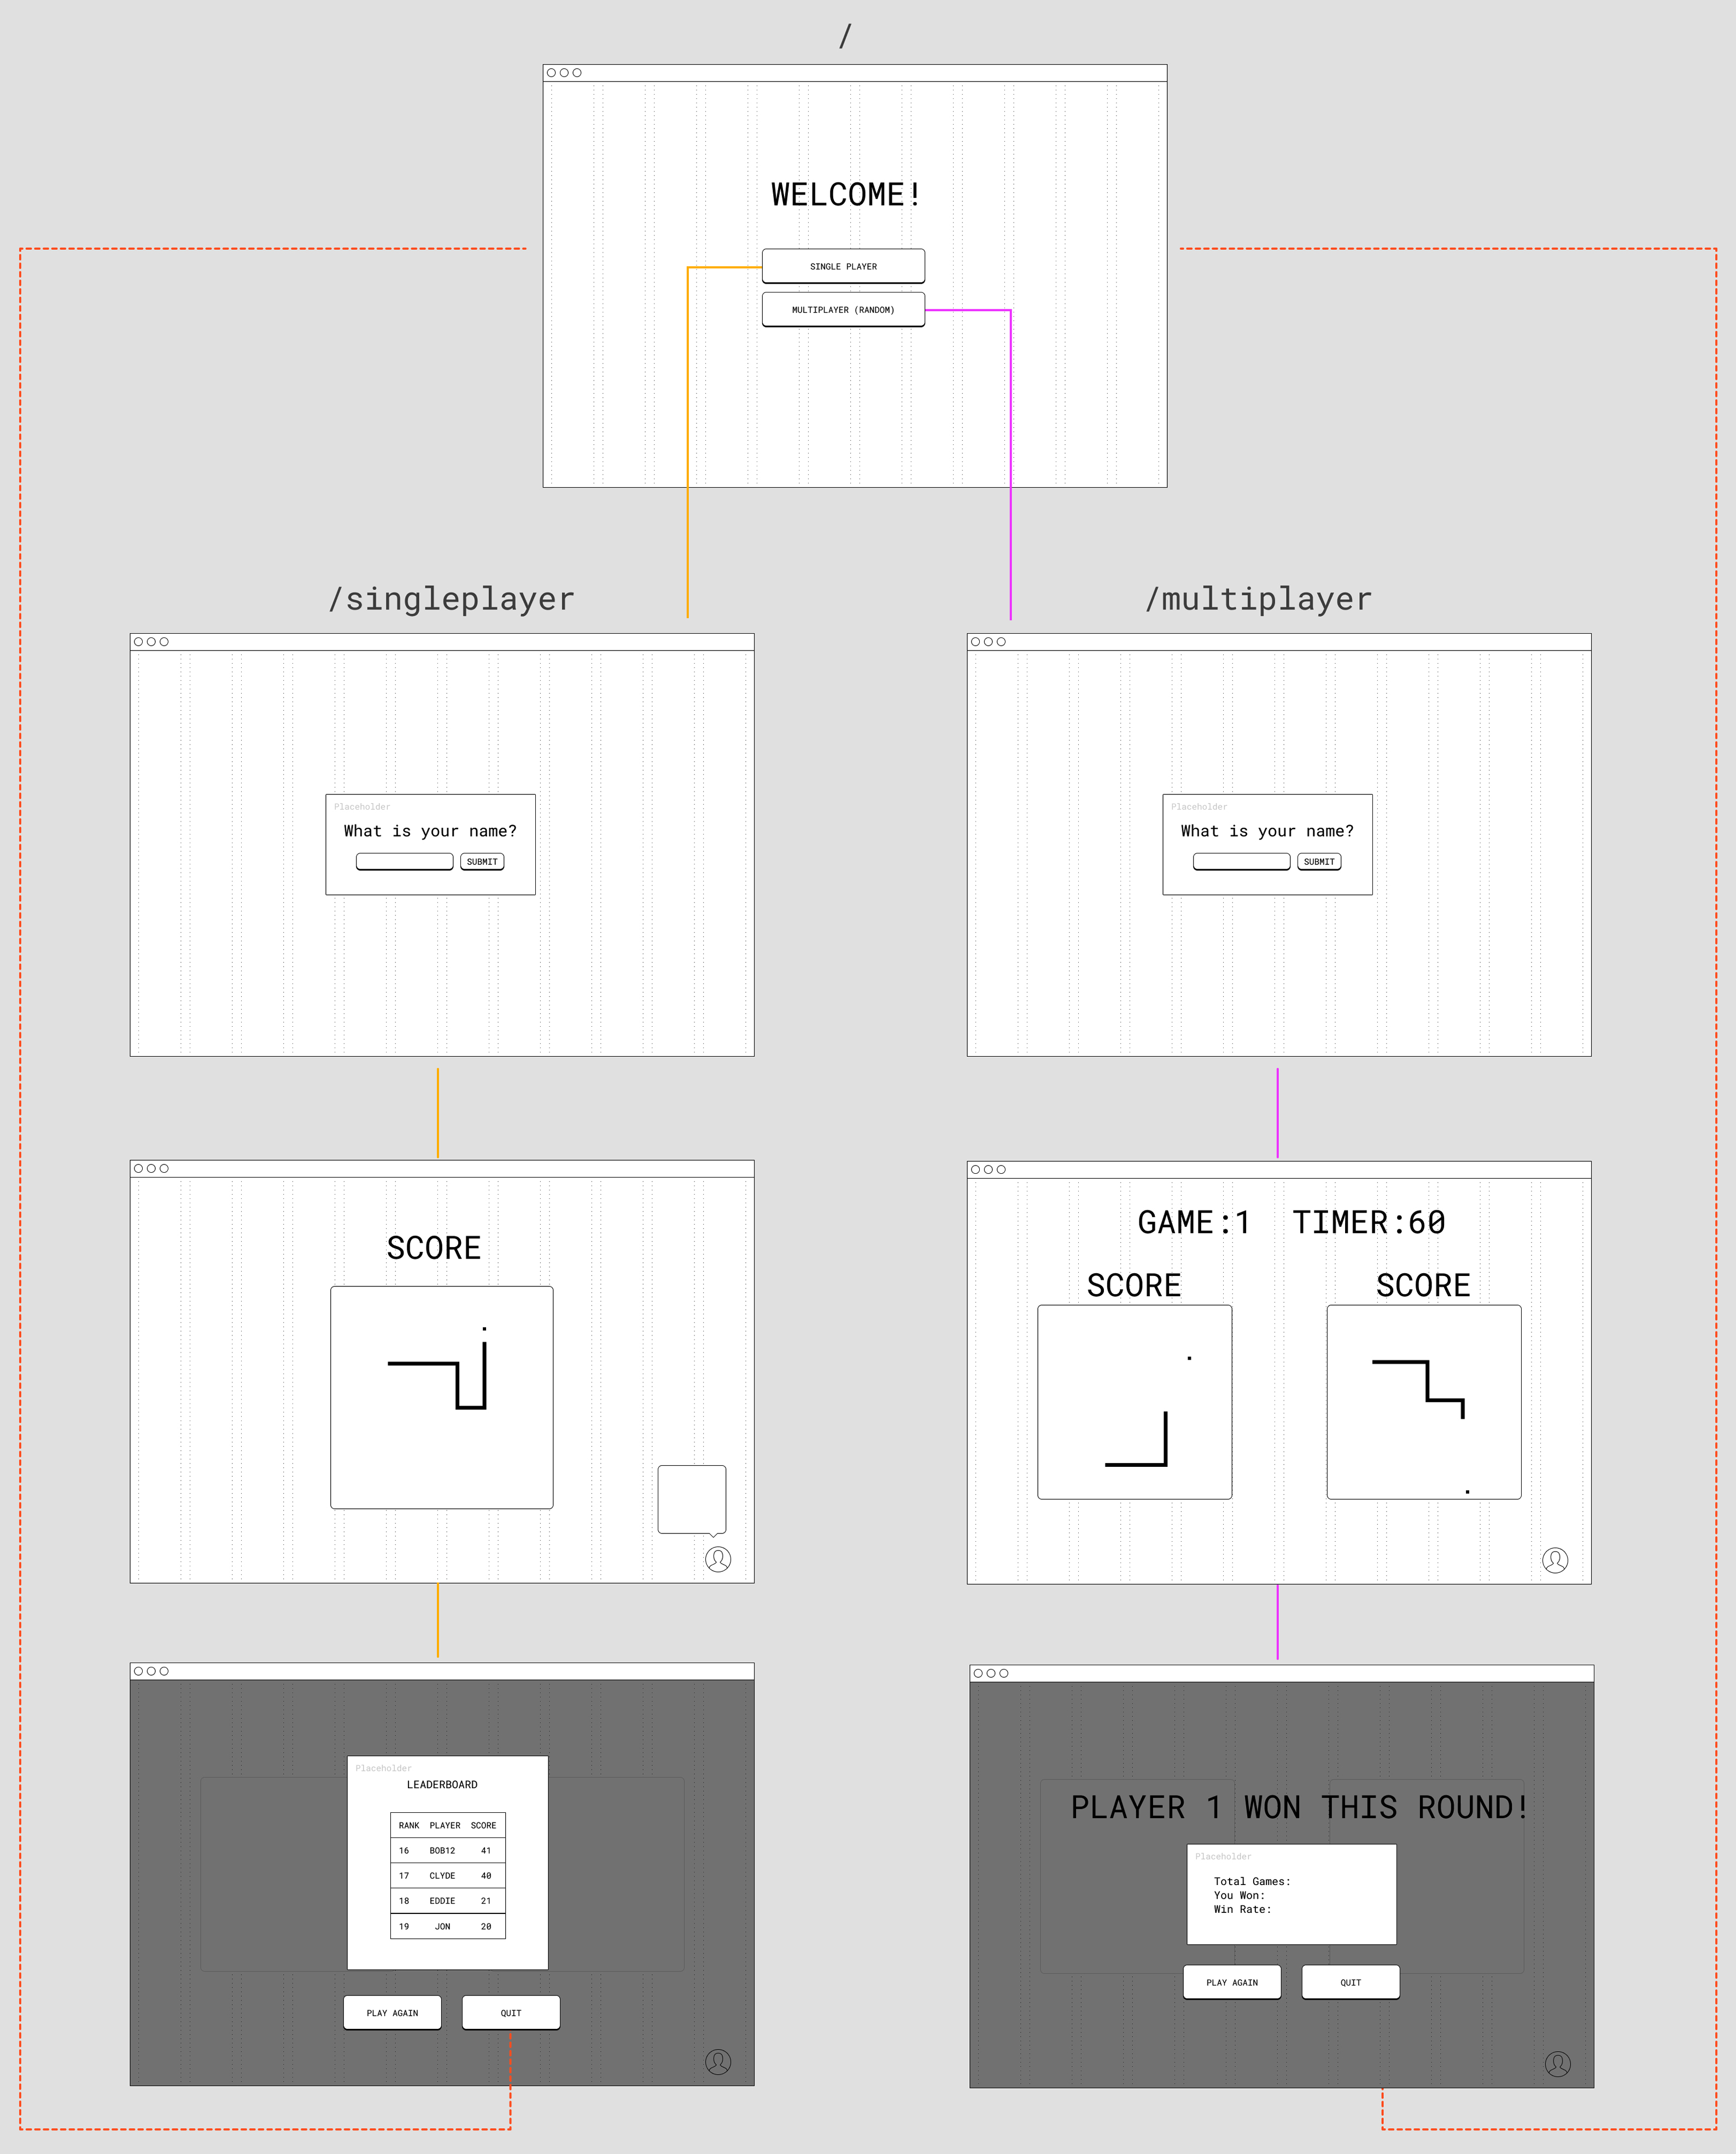 /
WELCOME!
SINGLE PLAYER
MULTIPLAYER (RANDOM)
/singleplayer
/multiplayer
Placeholder
What is your name?
SUBMIT
Placeholder
What is your name?
SUBMIT
SCORE
GAME:1 TIMER:60
SCORE SCORE
Placeholder
LEADERBOARD
RANK PLAYER SCORE
16 BOB12 41
17 CLYDE 40
18 EDDIE 21
19 JON 20
PLAY AGAIN QUIT
PLAYER 1 WON THIS ROUND!
Placeholder
Total Games:
You Won:
Win Rate:
PLAY AGAIN QUIT